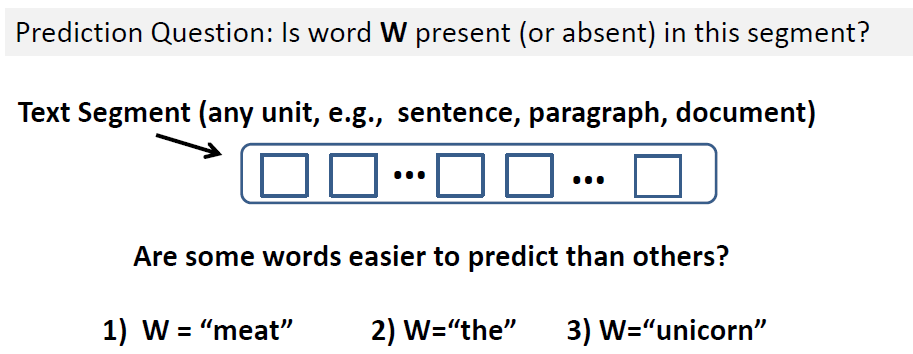 Prediction Question: Is word W present (or absent) in this segment?
Text Segment (any unit, e.g.,  sentence, paragraph, document)
... ...
Are some words easier to predict than others?
1)  W = “meat” 2) W=“the” 3) W=“unicorn”